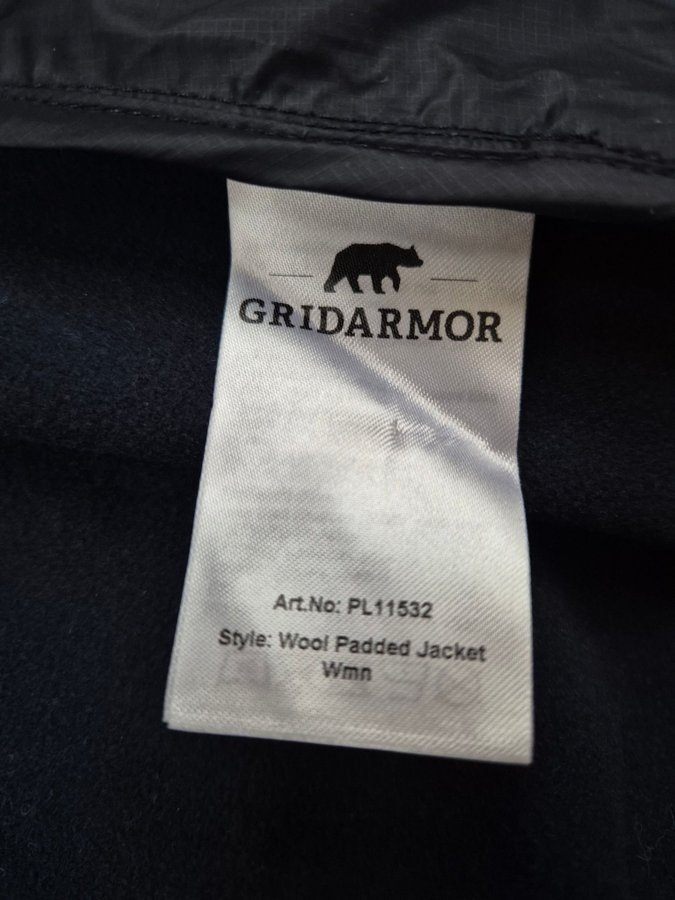 GRIDARMOR
Art.No: PL11532
Style: Wool Padded Jacket
Wmn